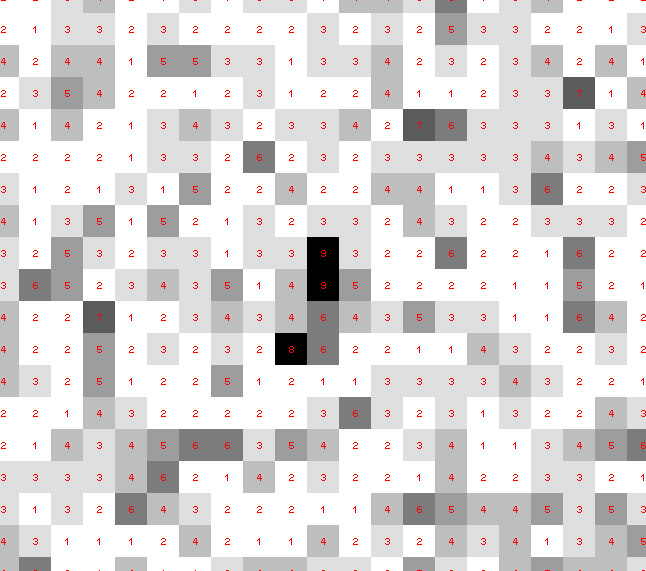 2 1 3 3 2 3 2 2 2 2 3 2 3 2 5 3 3 2 2 1 3
4 2 4 4 1 5 5 3 3 1 3 3 4 2 3 2 3 4 2 4 1
2 3 5 4 2 2 1 2 3 1 2 2 4 1 1 2 3 3 7 1 4
4 1 4 2 1 3 4 3 2 3 3 4 2 7 6 3 3 3 1 3 1
2 2 2 2 1 3 3 2 6 2 3 2 3 3 3 3 3 4 3 4 5
3 1 2 1 3 1 5 2 2 4 2 2 4 4 1 1 3 6 2 2 3
4 1 3 5 1 5 2 1 3 2 3 3 2 4 3 2 2 3 3 3 2
3 2 5 3 2 3 3 1 3 3 9 3 2 2 6 2 2 1 6 2 2
3 6 5 2 3 4 3 5 1 4 9 5 2 2 2 2 1 1 5 2 1
4 2 2 7 1 2 3 4 3 4 6 4 3 5 3 3 1 1 6 4 2
4 2 2 5 2 3 2 3 2 8 6 2 2 1 1 4 3 2 2 3 2
4 3 2 5 1 2 2 5 1 2 1 1 3 3 3 3 4 3 2 2 1
2 2 1 4 3 2 2 2 2 2 3 6 3 2 3 1 3 2 2 4 3
2 1 4 3 4 5 6 6 3 5 4 2 2 3 4 1 1 3 4 5 6
3 3 3 3 4 6 2 1 4 2 3 2 2 1 4 2 2 3 3 2 1
3 1 3 2 6 4 3 2 2 2 1 1 4 6 5 4 4 5 3 5 3
4 3 1 1 1 2 4 2 1 1 4 2 3 2 4 3 4 1 3 4 5